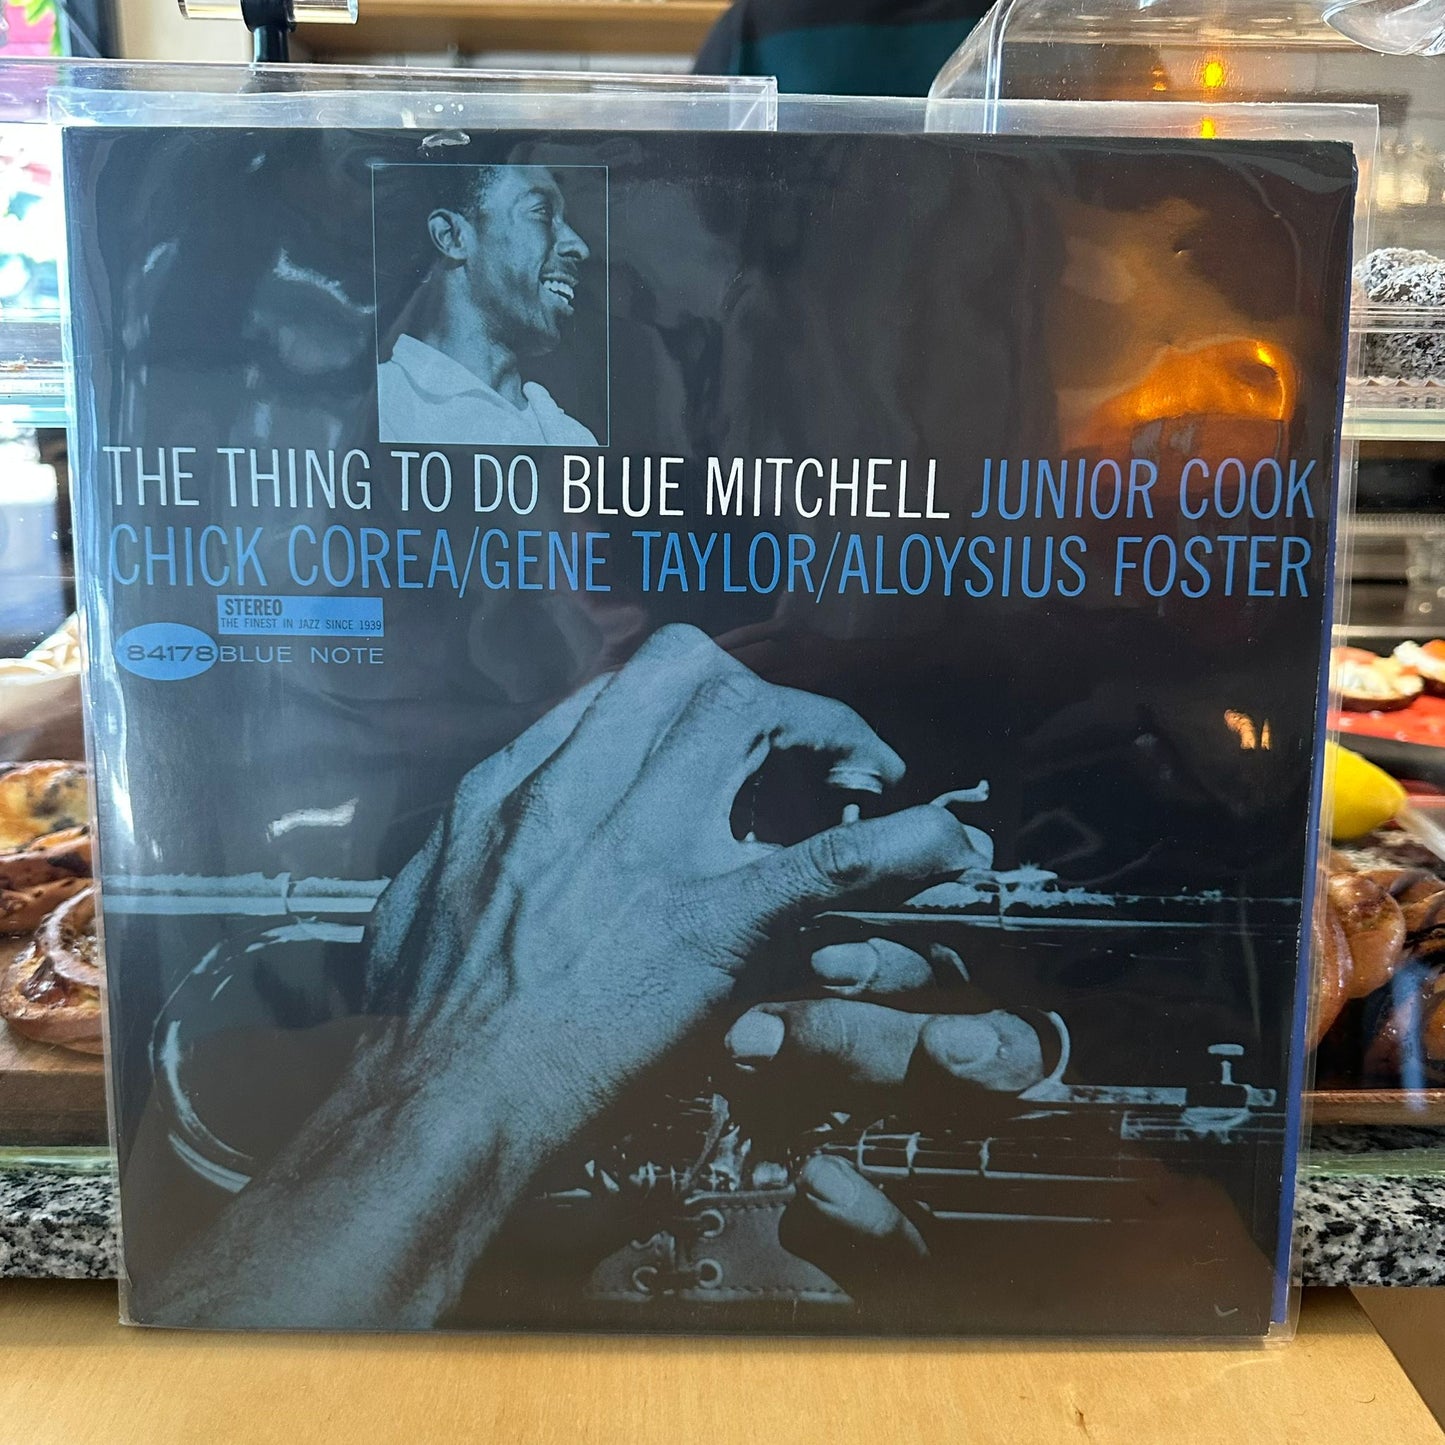 THE THING TO DO BLUE MITCHELL JUNIOR COOK
CHICK COREA/GENE TAYLOR/ALOYSIUS FOSTER
STEREO
THE FINEST IN JAZZ SINCE 1939
84178 BLUE NOTE